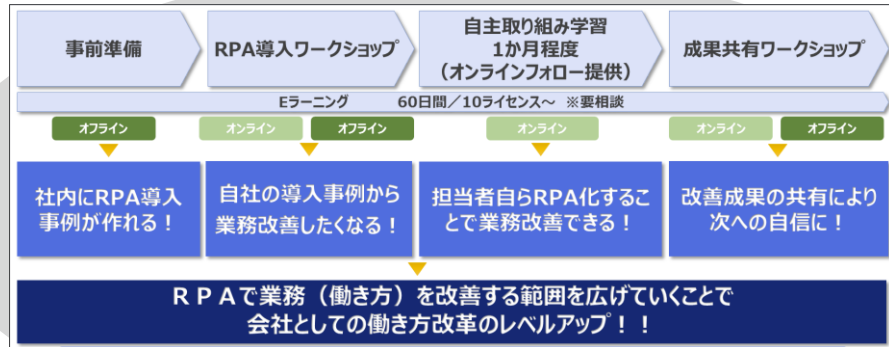 事前準備
RPA導入ワークショップ
自主取り組み学習
1か月程度
（オンラインフォロー提供）
成果共有ワークショップ
Eラーニング　　60日間／10ライセンス～　※要相談
オフライン
オンライン
オフライン
オンライン
オンライン
オフライン
社内にRPA導入
事例が作れる！
自社の導入事例から
業務改善したくなる！
担当者自らRPA化するこ
とで業務改善できる！
改善成果の共有により
次への自信に！
ＲＰＡで業務（働き方）を改善する範囲を広げていくことで
会社としての働き方改革のレベルアップ！！